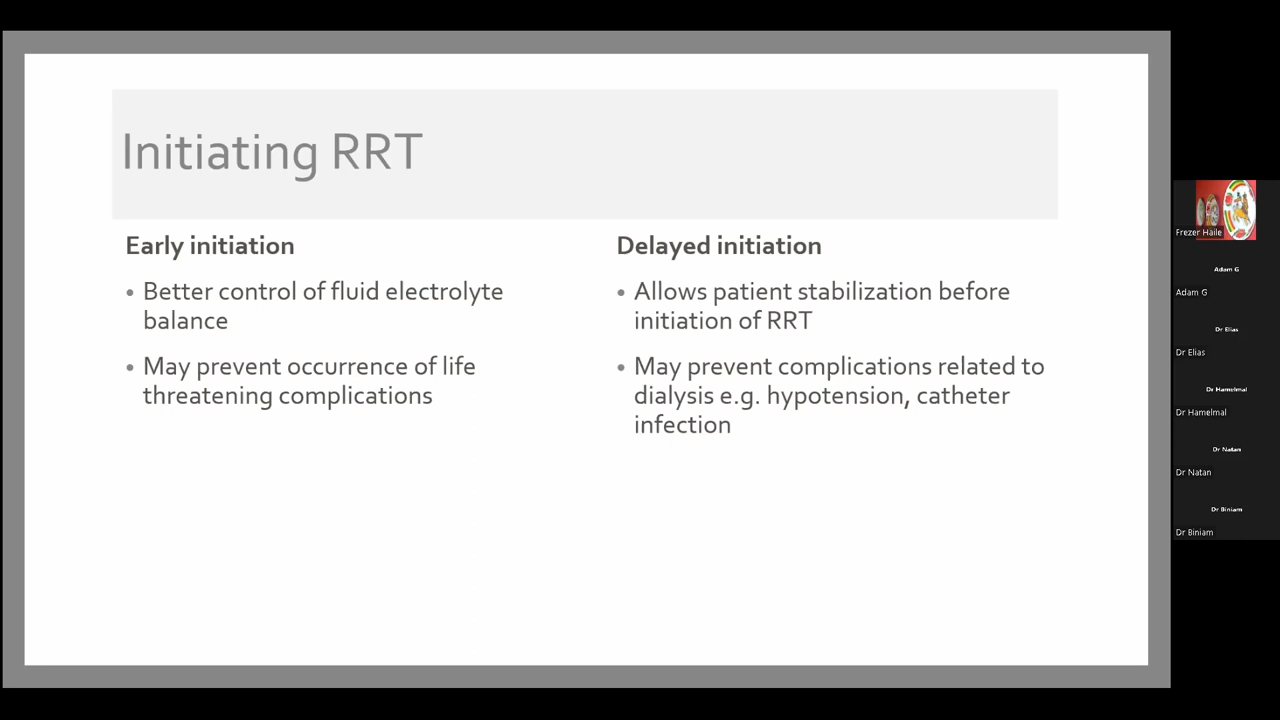 Initiating RRT
Early initiation
• Better control of fluid electrolyte
balance
• May prevent occurrence of life
threatening complications
Delayed initiation
• Allows patient stabilization before
initiation of RRT
• May prevent complications related to
dialysis e.g. hypotension, catheter
infection
Frezer Haile
Adam G
Adam G
Dr Elias
Dr Elias
Dr Hamelmal
Dr Hamelmal
Dr Natan
Dr Natan
Dr Biniam
Dr Biniam